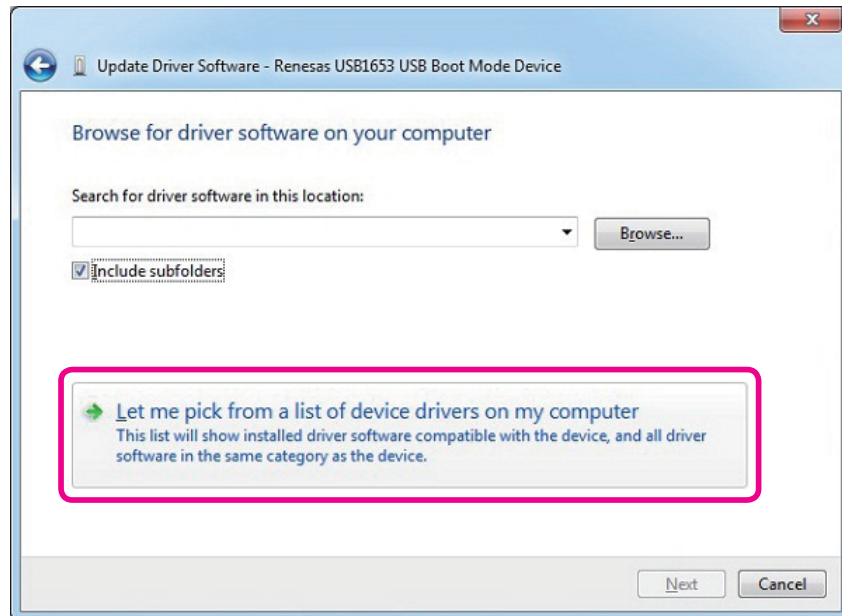 Update Driver Software - Renesas USB1653 USB Boot Mode Device
Browse for driver software on your computer
Search for driver software in this location:
Browse...
Include subfolders
Let me pick from a list of device drivers on my computer
This list will show installed driver software compatible with the device, and all driver
software in the same category as the device.
Next
Cancel